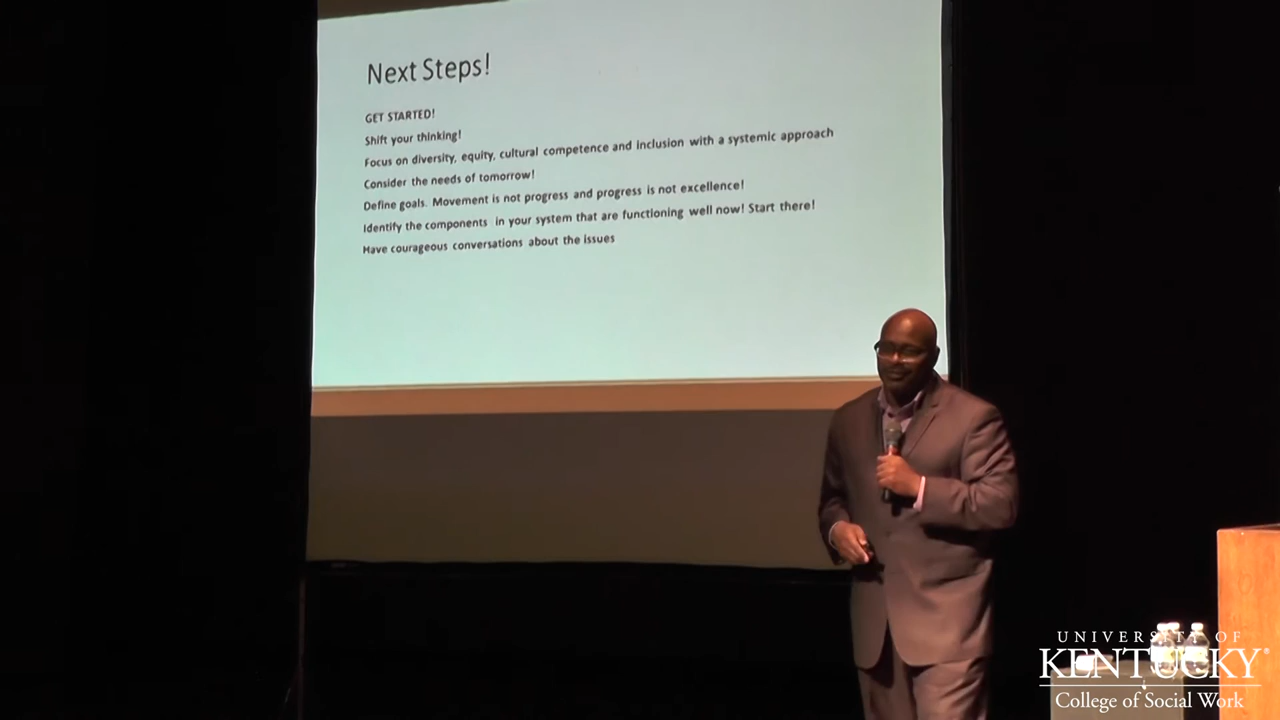 Next Steps!
GET STARTED!
Shift your thinking!
Focus on diversity, equity, cultural competence and inclusion with a systemic approach
Consider the needs of tomorrow!
Define goals. Movement is not progress and progress is not excellence!
Identify the components in your system that are functioning well now! Start there!
Have courageous conversations about the issues
UNIVERSITY OF
KENTUCKY®
College of Social Work